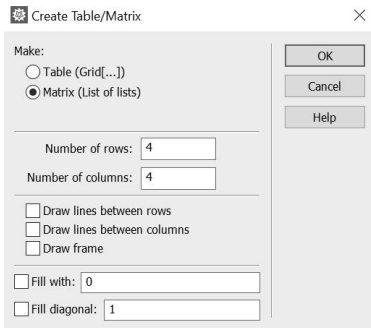 Create Table/Matrix
Make:
Table (Grid[...])
Matrix (List of lists)
Number of rows: 4
Number of columns: 4
Draw lines between rows
Draw lines between columns
Draw frame
Fill with: 0
Fill diagonal: 1
OK
Cancel
Help